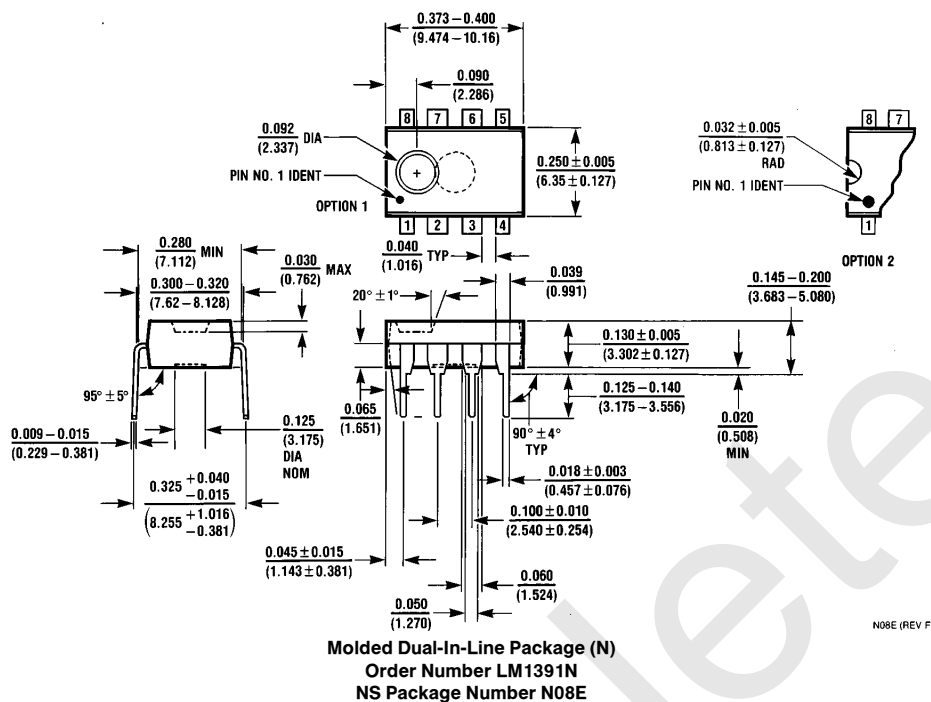 0.373 – 0.400
(9.474 – 10.16)
0.090
(2.286)
8 7 6 5
0.092 DIA
(2.337)
PIN NO. 1 IDENT
OPTION 1
1 2 3 4
0.250 ± 0.005
(6.35 ± 0.127)
8 7
0.032 ± 0.005
(0.813 ± 0.127)
RAD
PIN NO. 1 IDENT
1
OPTION 2
0.280 MIN
(7.112)
0.300 – 0.320
(7.62 – 8.128)
0.030 MAX
(0.762)
0.040 TYP
(1.016)
0.039
(0.991)
0.145 – 0.200
(3.683 – 5.080)
20° ± 1°
0.130 ± 0.005
(3.302 ± 0.127)
95° ± 5°
0.009 – 0.015
(0.229 – 0.381)
0.125
(3.175)
DIA
NOM
0.065
(1.651)
90° ± 4°
TYP
0.125 – 0.140
(3.175 – 3.556)
0.020
(0.508)
MIN
0.325 +0.040 −0.015
(8.255 +1.016 −0.381)
0.018 ± 0.003
(0.457 ± 0.076)
0.100 ± 0.010
(2.540 ± 0.254)
0.045 ± 0.015
(1.143 ± 0.381)
0.060
(1.524)
0.050
(1.270)
N08E (REV F
Molded Dual-In-Line Package (N)
Order Number LM1391N
NS Package Number N08E
lete